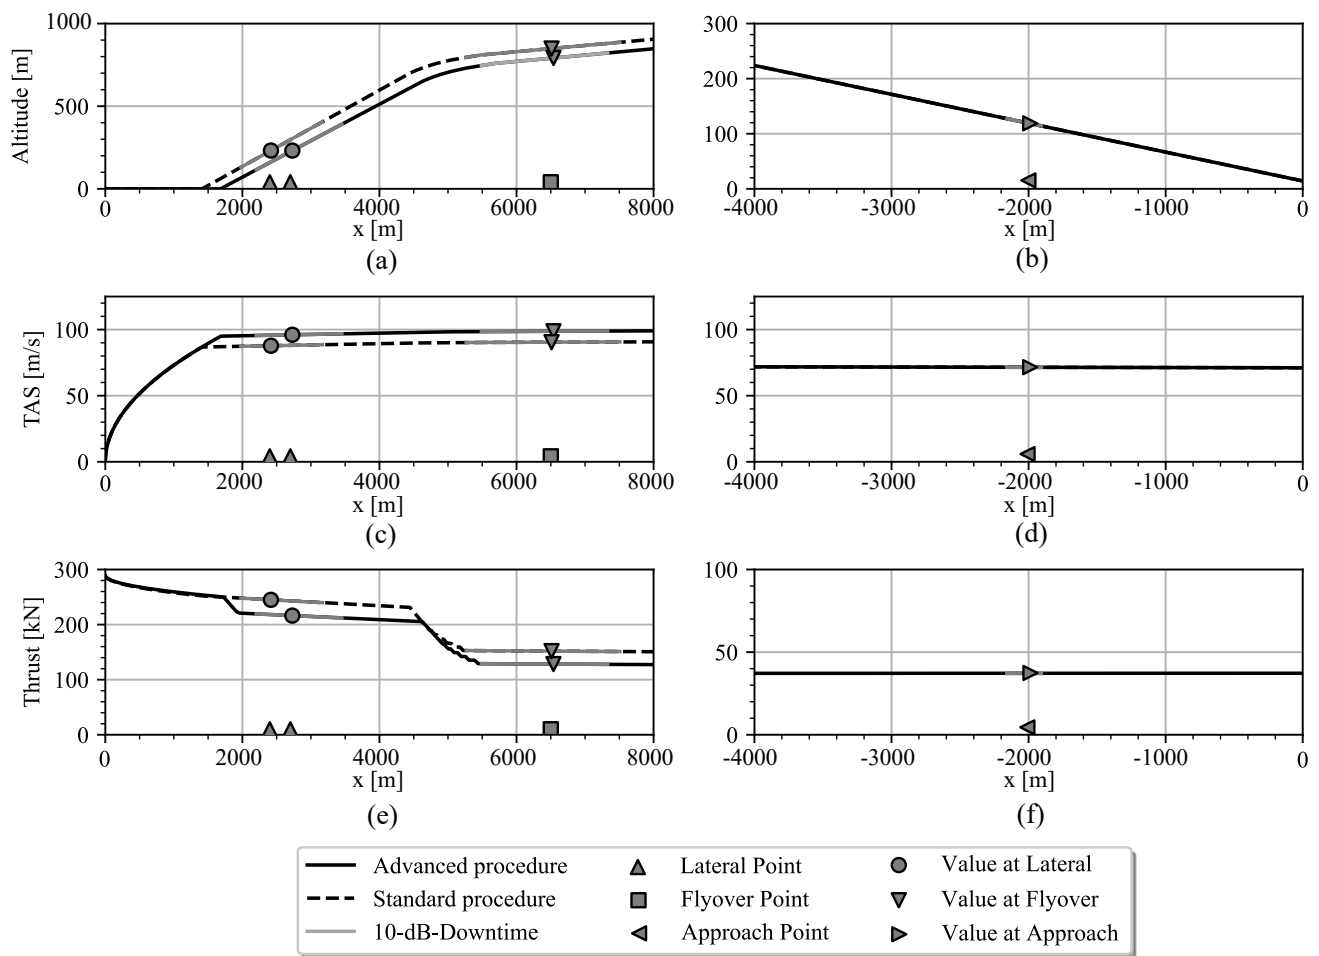 Altitude [m]
1000
500
0
0 2000 4000 6000 8000
x [m]
(a)
300
200
100
0
-4000 -3000 -2000 -1000 0
x [m]
(b)
TAS [m/s]
100
50
0
0 2000 4000 6000 8000
x [m]
(c)
100
50
0
-4000 -3000 -2000 -1000 0
x [m]
(d)
Thrust [kN]
300
200
100
0
0 2000 4000 6000 8000
x [m]
(e)
100
50
0
-4000 -3000 -2000 -1000 0
x [m]
(f)
Advanced procedure Lateral Point Value at Lateral
Standard procedure Flyover Point Value at Flyover
10-dB-Downtime Approach Point Value at Approach